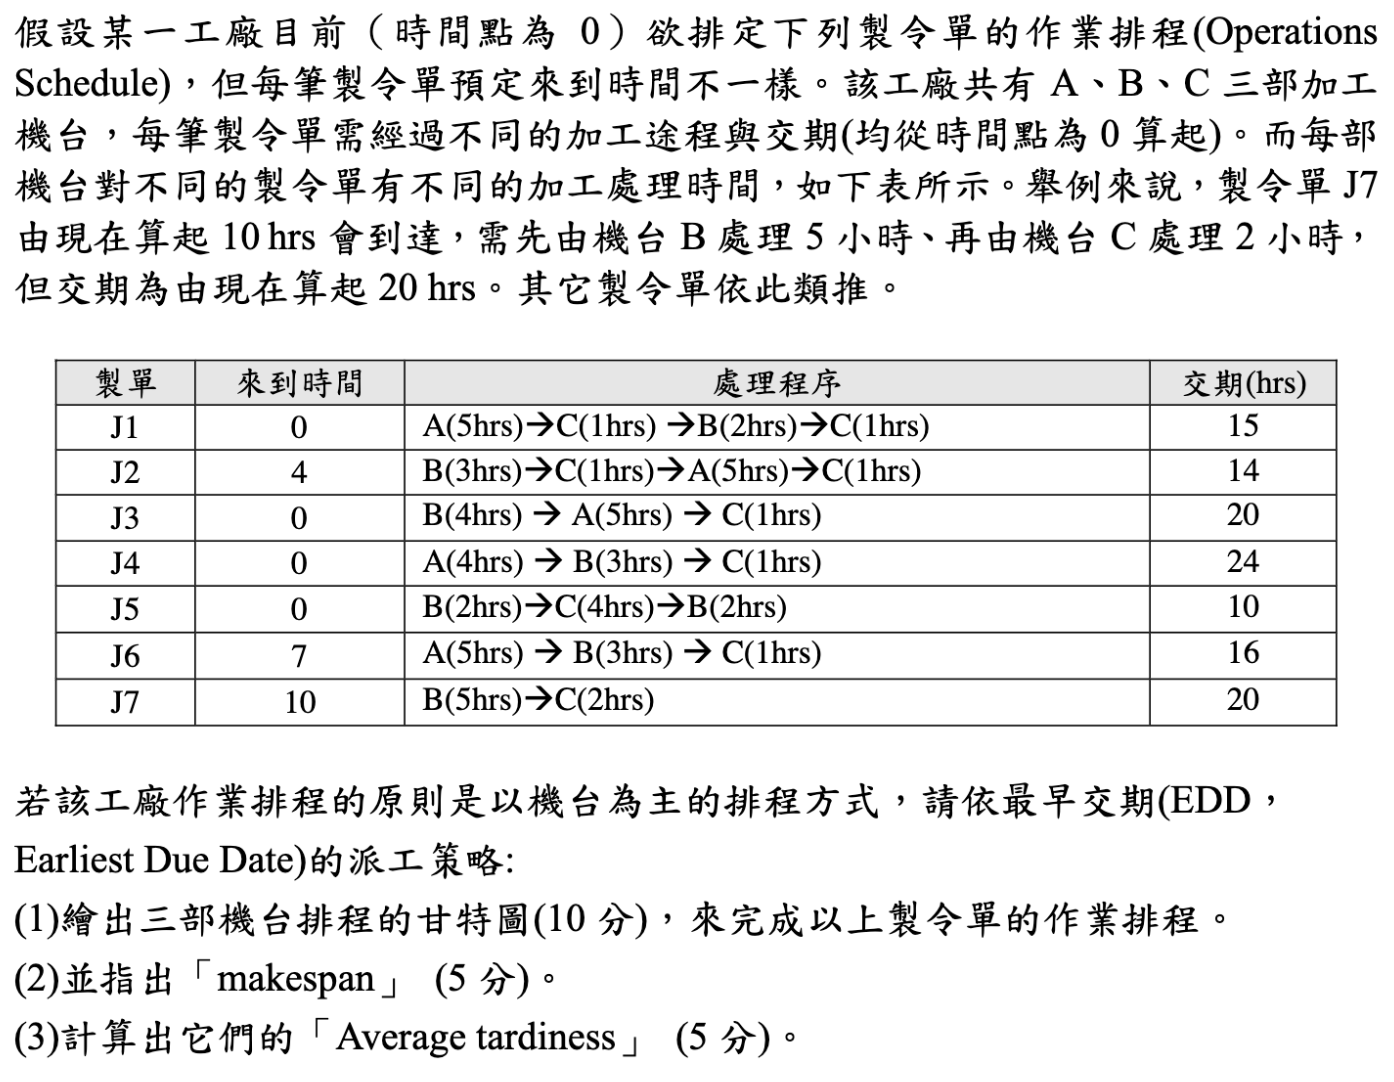 假設某一工廠目前（時間點為 0）欲排定下列製令單的作業排程(Operations
Schedule)，但每筆製令單預定來到時間不一樣。該工廠共有 A、B、C 三部加工
機台，每筆製令單需經過不同的加工途程與交期(均從時間點為 0 算起)。而每部
機台對不同的製令單有不同的加工處理時間，如下表所示。舉例來說，製令單 J7
由現在算起 10 hrs 會到達，需先由機台 B 處理 5 小時、再由機台 C 處理 2 小時，
但交期為由現在算起 20 hrs。其它製令單依此類推。
製單 來到時間 處理程序 交期(hrs)
J1 0 A(5hrs)→C(1hrs) →B(2hrs)→C(1hrs) 15
J2 4 B(3hrs)→C(1hrs)→A(5hrs)→C(1hrs) 14
J3 0 B(4hrs) → A(5hrs) → C(1hrs) 20
J4 0 A(4hrs) → B(3hrs) → C(1hrs) 24
J5 0 B(2hrs)→C(4hrs)→B(2hrs) 10
J6 7 A(5hrs) → B(3hrs) → C(1hrs) 16
J7 10 B(5hrs)→C(2hrs) 20
若該工廠作業排程的原則是以機台為主的排程方式，請依最早交期(EDD，
Earliest Due Date)的派工策略:
(1)繪出三部機台排程的甘特圖(10 分)，來完成以上製令單的作業排程。
(2)並指出「makespan」 (5 分)。
(3)計算出它們的「Average tardiness」 (5 分)。